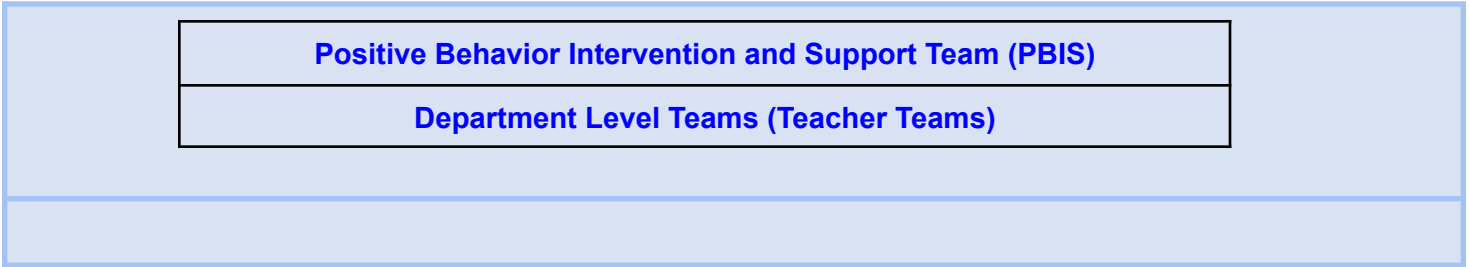 Positive Behavior Intervention and Support Team (PBIS)
Department Level Teams (Teacher Teams)